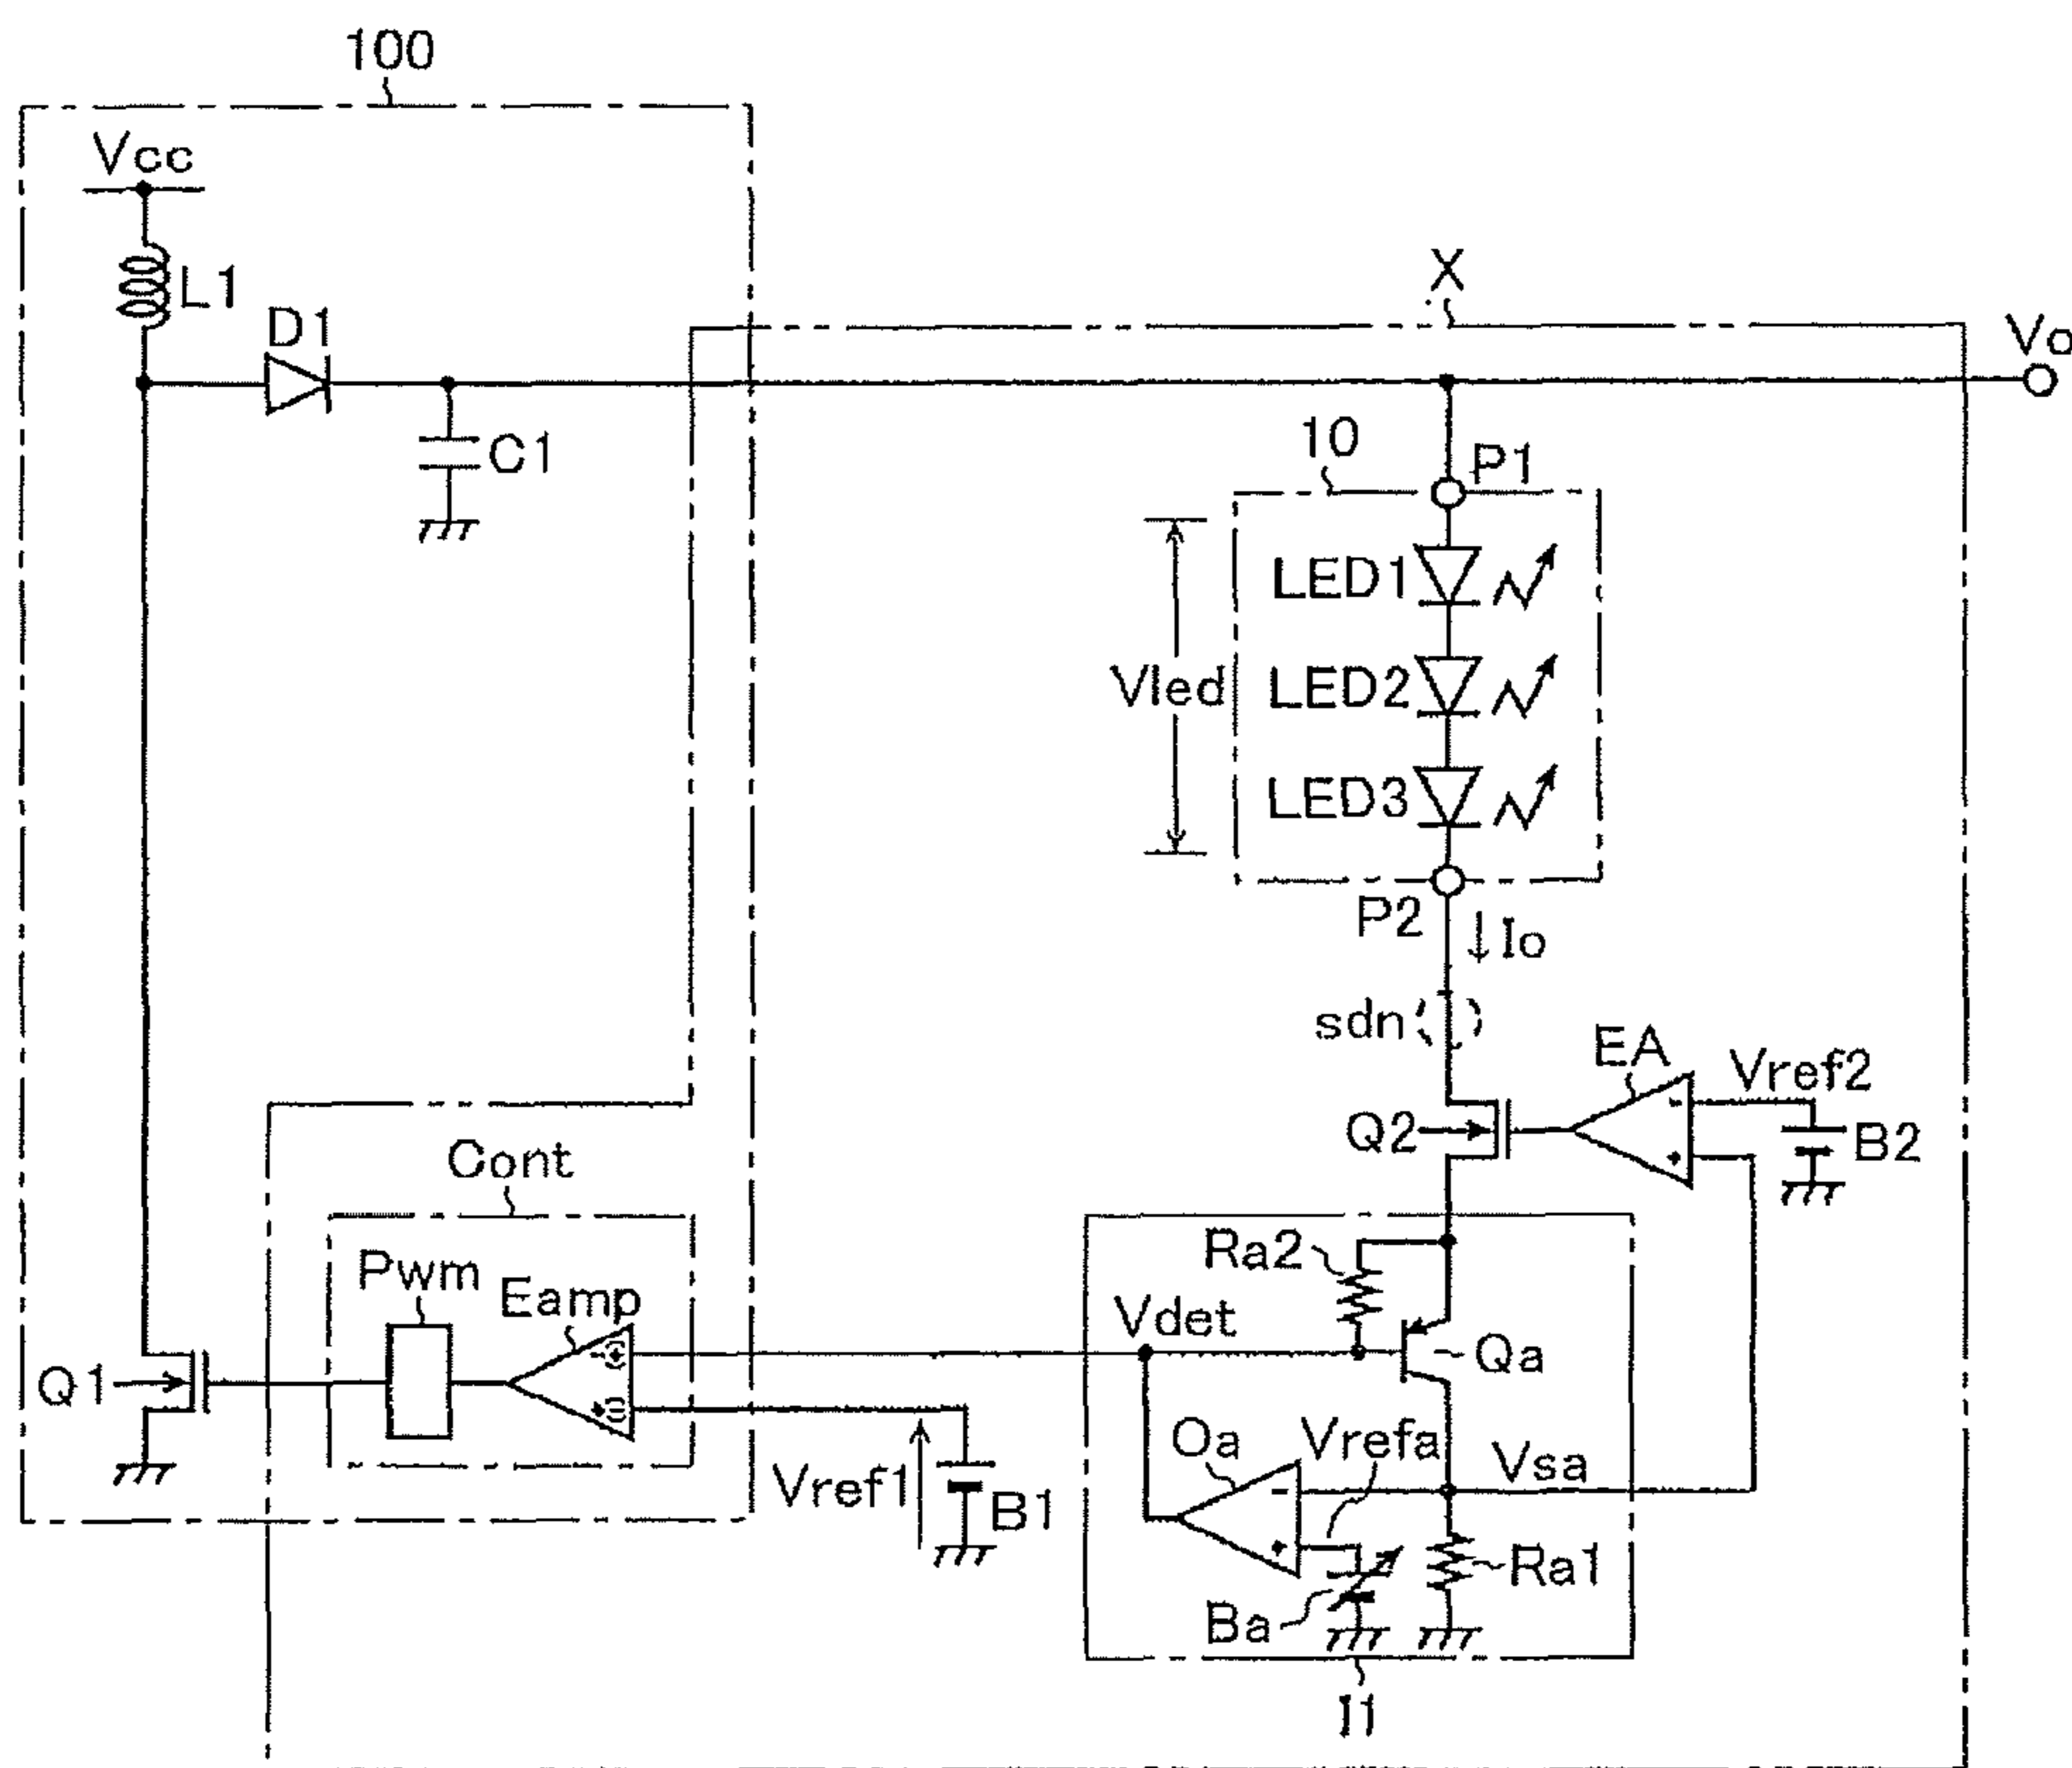 100
Vcc
L1
D1
C1
X
Vo
10
P1
LED1
Vled
LED2
LED3
P2
Io
sdn
EA
Vref2
Q2
B2
Cont
Pwm
Eamp
Ra2
Vdet
Qa
Q1
Vref1
B1
Oa
Vrefa
Vsa
Ra1
Ba
I1